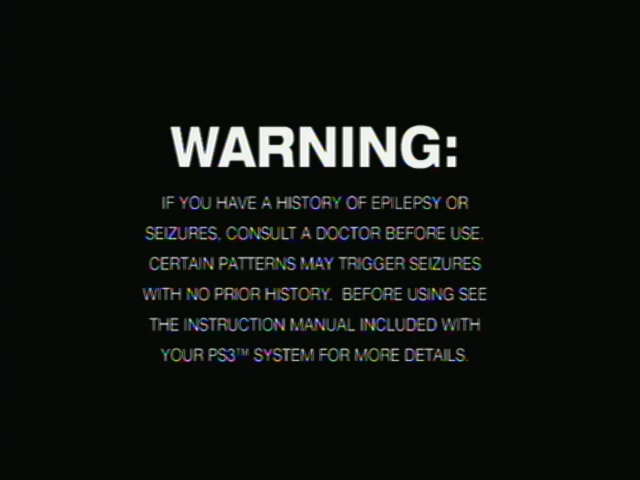 WARNING:
IF YOU HAVE A HISTORY OF EPILEPSY OR
SEIZURES, CONSULT A DOCTOR BEFORE USE.
CERTAIN PATTERNS MAY TRIGGER SEIZURES
WITH NO PRIOR HISTORY.  BEFORE USING SEE
THE INSTRUCTION MANUAL INCLUDED WITH
YOUR PS3™ SYSTEM FOR MORE DETAILS.